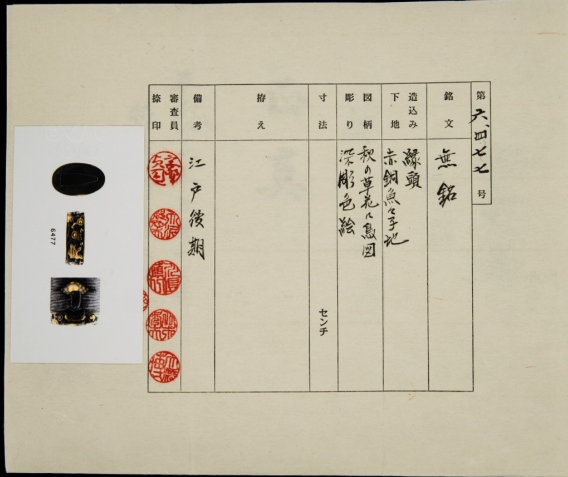 第六、四七七号
銘文 無銘
造込み 縁頭
下地 赤銅魚々子地
図柄 秋の草花に鳥図
彫り 深彫色絵
寸法 センチ
拵え
備考 江戸後期
審査員
捺印
6477